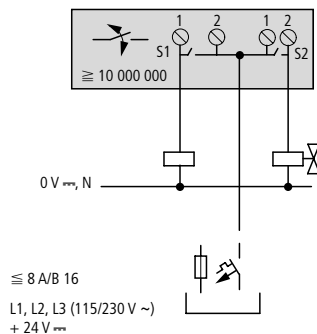 1 2 1 2
S1 S2
≧ 10 000 000
0 V ⎓, N
≦ 8 A/B 16
L1, L2, L3 (115/230 V ~)
+ 24 V ⎓